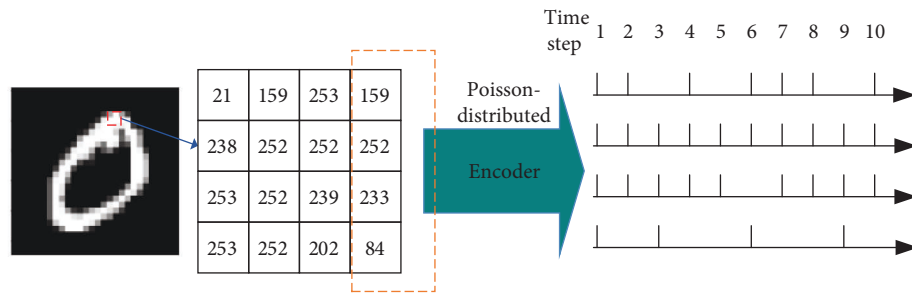 Time
step
1 2 3 4 5 6 7 8 9 10
21 159 253 159
238 252 252 252
253 252 239 233
253 252 202 84
Poisson-
distributed
Encoder